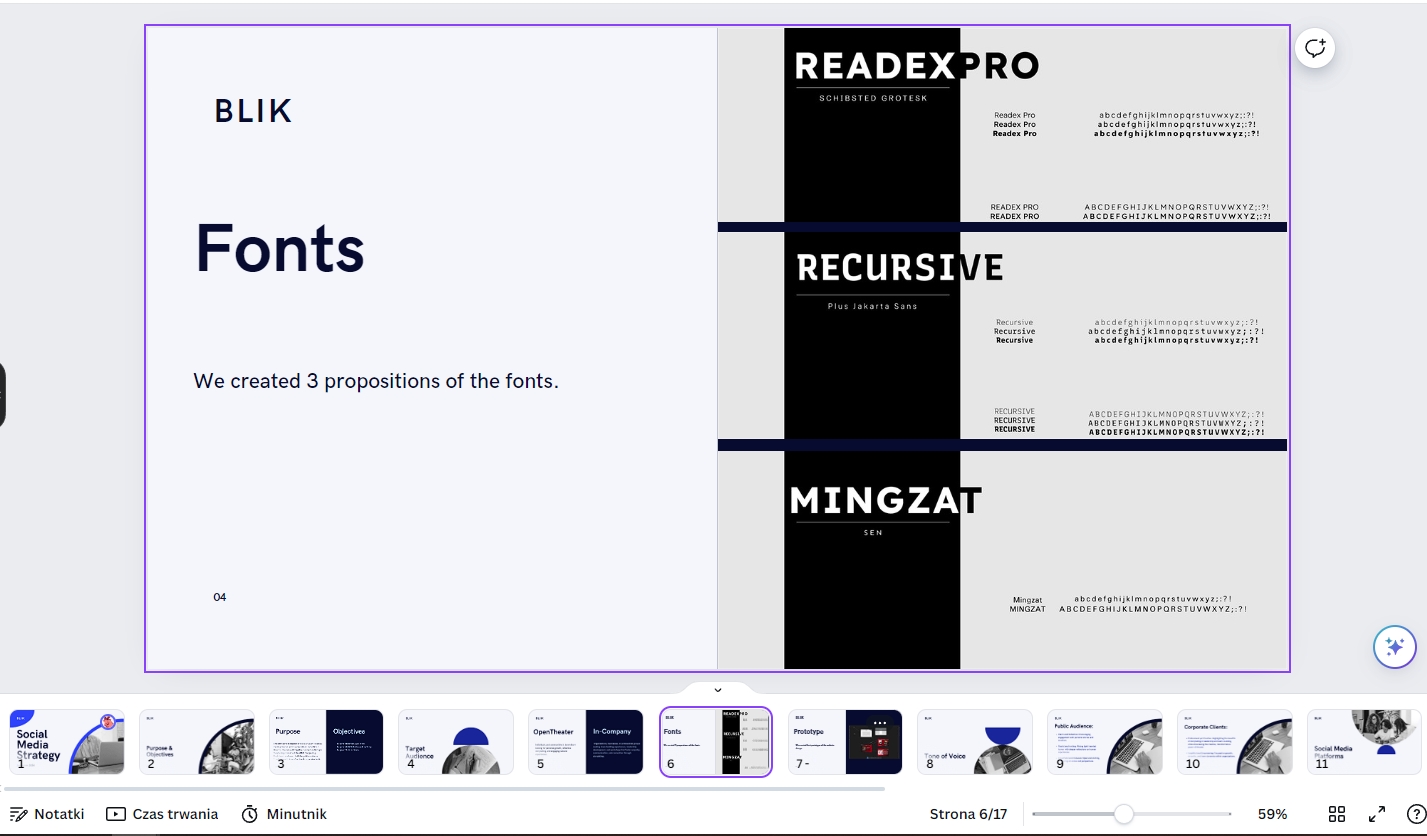 BLIK
Fonts
We created 3 propositions of the fonts.
04
READEXPRO
SCHIBSTED GROTESK
Readex Pro abcdefghijklmnopqrstuvwxyz;:?!
Readex Pro abcdefghijklmnopqrstuvwxyz;:?!
Readex Pro abcdefghijklmnopqrstuvwxyz;:?!
READEX PRO ABCDEFGHIJKLMNOPQRSTUVWXYZ;:?!
READEX PRO ABCDEFGHIJKLMNOPQRSTUVWXYZ;:?!
RECURSIVE
Plus Jakarta Sans
Recursive abcdefghijklmnopqrstuvwxyz;:?!
Recursive abcdefghijklmnopqrstuvwxyz;:?!
Recursive abcdefghijklmnopqrstuvwxyz;:?!
RECURSIVE ABCDEFGHIJKLMNOPQRSTUVWXYZ;:?!
RECURSIVE ABCDEFGHIJKLMNOPQRSTUVWXYZ;:?!
RECURSIVE ABCDEFGHIJKLMNOPQRSTUVWXYZ;:?!
MINGZAT
SEN
Mingzat abcdefghijklmnopqrstuvwxyz;:?!
MINGZAT ABCDEFGHIJKLMNOPQRSTUVWXYZ;:?!
Social
Media
Strategy
1
Purpose &
Objectives
2
Purpose
Objectives
3
Target
Audience
4
OpenTheater
In-Company
5
BLIK
Fonts
6
Prototype
7 -
Tone of Voice
8
Public Audience:
9
Corporate Clients:
10
Social Media
Platforms
11
Notatki Czas trwania Minutnik Strona 6/17 59% ?